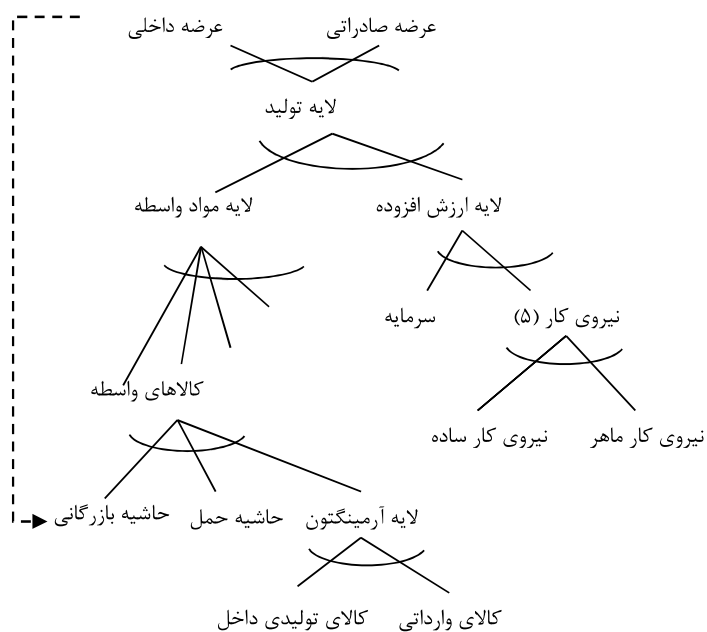 عرضه صادراتی
عرضه داخلی
لایه تولید
لایه ارزش افزوده
لایه مواد واسطه
نیروی کار (۵)
سرمایه
کالاهای واسطه
نیروی کار ماهر
نیروی کار ساده
لایه آرمینگتون
حاشیه حمل
حاشیه بازرگانی
کالای وارداتی
کالای تولیدی داخل